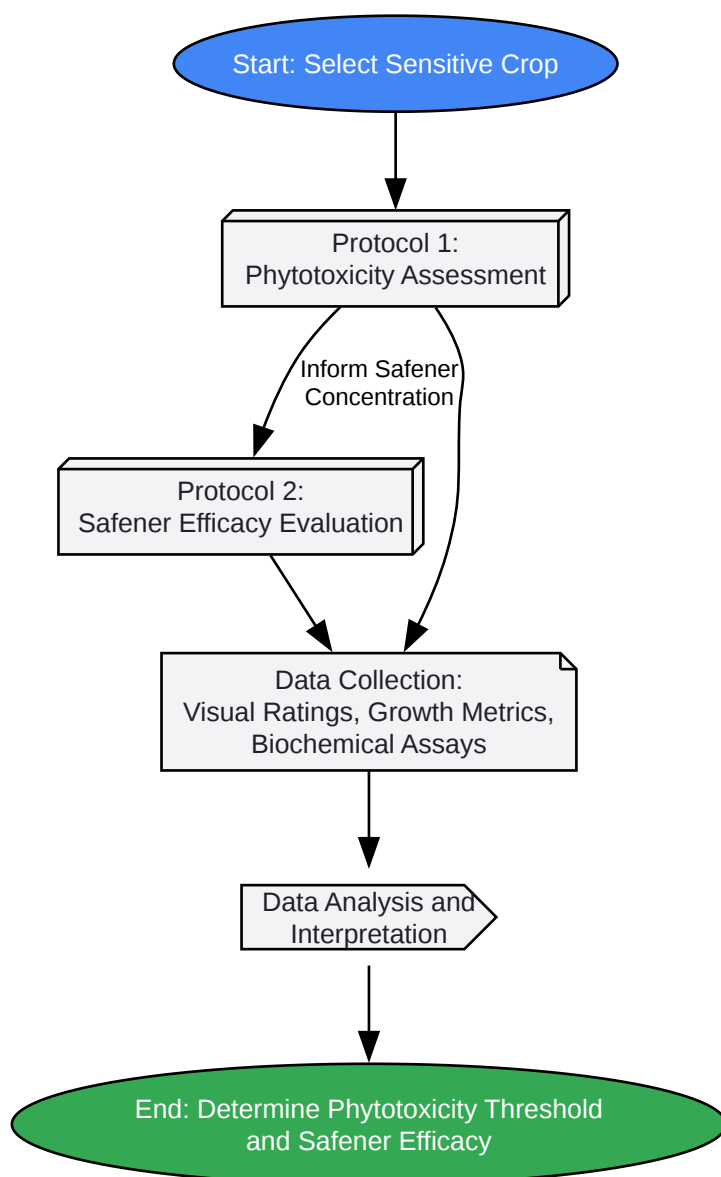 Start: Select Sensitive Crop
Protocol 1:
Phytotoxicity Assessment
Inform Safener
Concentration
Protocol 2:
Safener Efficacy Evaluation
Data Collection:
Visual Ratings, Growth Metrics,
Biochemical Assays
Data Analysis and
Interpretation
End: Determine Phytotoxicity Threshold
and Safener Efficacy